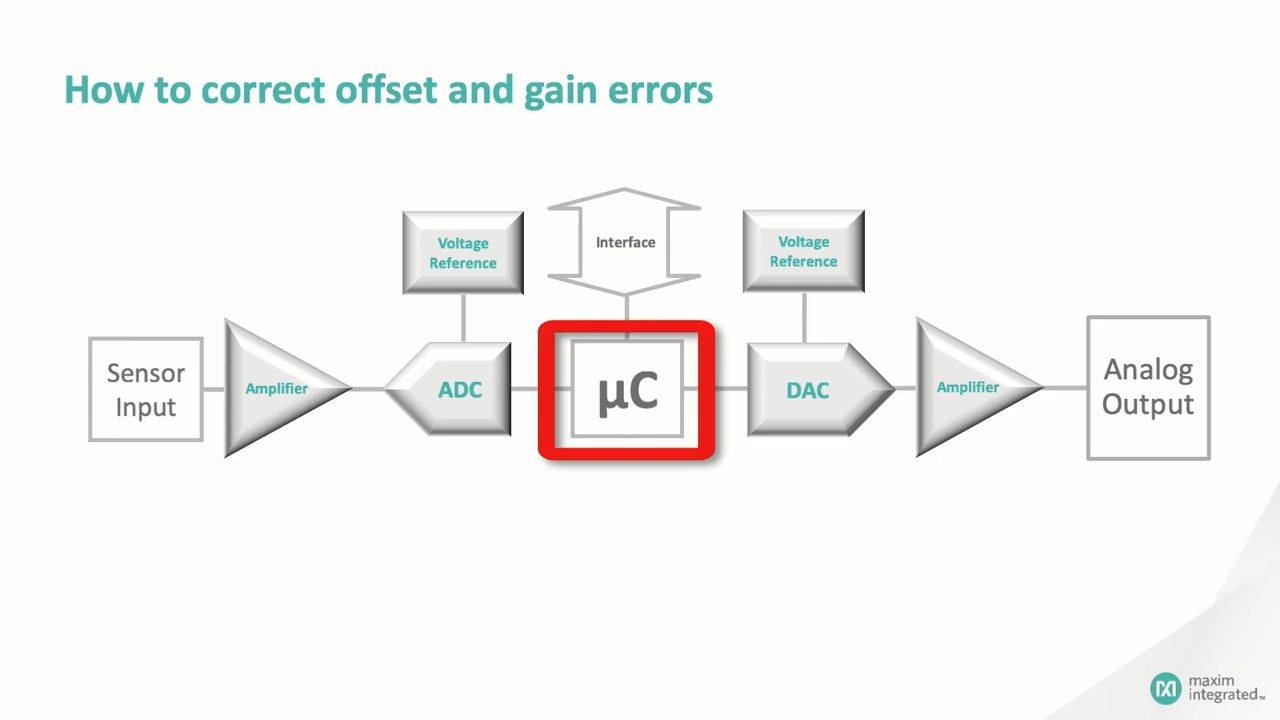 How to correct offset and gain errors
Voltage
Reference
Interface
Voltage
Reference
Sensor
Input
Amplifier
ADC
µC
DAC
Amplifier
Analog
Output
maxim
integrated™